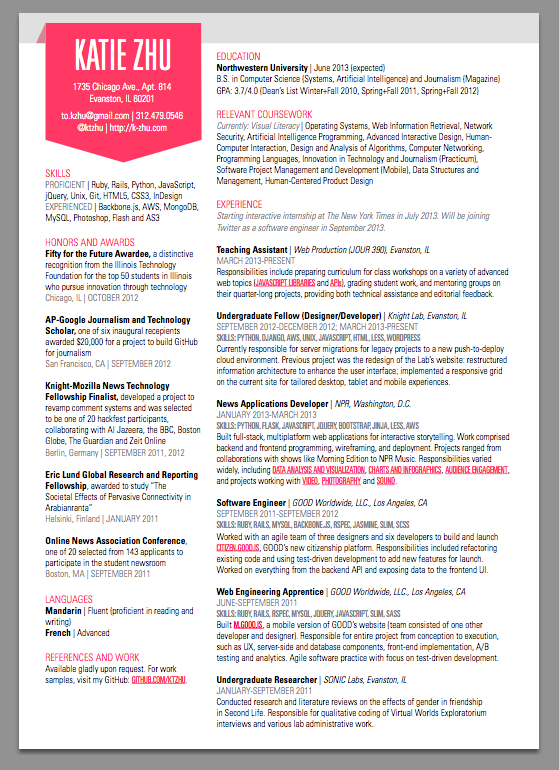 KATIE ZHU
1735 Chicago Ave., Apt. 814
Evanston, IL 60201
to.kzhu@gmail.com | 312.479.0546
@ktzhu | http://k-zhu.com
SKILLS
PROFICIENT | Ruby, Rails, Python, JavaScript,
jQuery, Unix, Git, HTML5, CSS3, InDesign
EXPERIENCED | Backbone.js, AWS, MongoDB,
MySQL, Photoshop, Flash and AS3
HONORS AND AWARDS
Fifty for the Future Awardee, a distinctive
recognition from the Illinois Technology
Foundation for the top 50 students in Illinois
who pursue innovation through technology
Chicago, IL | OCTOBER 2012
AP-Google Journalism and Technology
Scholar, one of six inaugural recepients
awarded $20,000 for a project to build GitHub
for journalism
San Francisco, CA | SEPTEMBER 2012
Knight-Mozilla News Technology
Fellowship Finalist, developed a project to
revamp comment systems and was selected
to be one of 20 hackfest participants,
collaborating with Al Jazeera, the BBC, Boston
Globe, The Guardian and Zeit Online
Berlin, Germany | SEPTEMBER 2011, 2012
Eric Lund Global Research and Reporting
Fellowship, awarded to study “The
Societal Effects of Pervasive Connectivity in
Arabianranta”
Helsinki, Finland | JANUARY 2011
Online News Association Conference,
one of 20 selected from 143 applicants to
participate in the student newsroom
Boston, MA | SEPTEMBER 2011
LANGUAGES
Mandarin | Fluent (proficient in reading and
writing)
French | Advanced
REFERENCES AND WORK
Available gladly upon request. For work
samples, visit my GitHub: GITHUB.COM/KTZHU.
EDUCATION
Northwestern University | June 2013 (expected)
B.S. in Computer Science (Systems, Artificial Intelligence) and Journalism (Magazine)
GPA: 3.7/4.0 (Dean's List Winter+Fall 2010, Spring+Fall 2011, Spring+Fall 2012)
RELEVANT COURSEWORK
Currently: Visual Literacy | Operating Systems, Web Information Retrieval, Network
Security, Artificial Intelligence Programming, Advanced Interactive Design, Human-
Computer Interaction, Design and Analysis of Algorithms, Computer Networking,
Programming Languages, Innovation in Technology and Journalism (Practicum),
Software Project Management and Development (Mobile), Data Structures and
Management, Human-Centered Product Design
EXPERIENCE
Starting interactive internship at The New York Times in July 2013. Will be joining
Twitter as a software engineer in September 2013.
Teaching Assistant | Web Production (JOUR 390), Evanston, IL
MARCH 2013-PRESENT
Responsibilities include preparing curriculum for class workshops on a variety of advanced
web topics (JAVASCRIPT LIBRARIES and APIs), grading student work, and mentoring groups on
their quarter-long projects, providing both technical assistance and editorial feedback.
Undergraduate Fellow (Designer/Developer) | Knight Lab, Evanston, IL
SEPTEMBER 2012-DECEMBER 2012; MARCH 2013-PRESENT
SKILLS: PYTHON, DJANGO, AWS, UNIX, JAVASCRIPT, HTML, LESS, WORDPRESS
Currently responsible for server migrations for legacy projects to a new push-to-deploy
cloud environment. Previous project was the redesign of the Lab's website: restructured
information architecture to enhance the user interface; implemented a responsive grid
on the current site for tailored desktop, tablet and mobile experiences.
News Applications Developer | NPR, Washington, D.C.
JANUARY 2013-MARCH 2013
SKILLS: PYTHON, FLASK, JAVASCRIPT, JQUERY, BOOTSTRAP, JINJA, LESS, AWS
Built full-stack, multiplatform web applications for interactive storytelling. Work comprised
backend and frontend programming, wireframing, and deployment. Projects ranged from
collaborations with shows like Morning Edition to NPR Music. Responsibilities varied
widely, including DATA ANALYSIS AND VISUALIZATION, CHARTS AND INFOGRAPHICS, AUDIENCE ENGAGEMENT,
and projects working with VIDEO, PHOTOGRAPHY and SOUND.
Software Engineer | GOOD Worldwide, LLC., Los Angeles, CA
SEPTEMBER 2011-SEPTEMBER 2012
SKILLS: RUBY, RAILS, MYSQL, BACKBONE.JS, RSPEC, JASMINE, SLIM, SCSS
Worked with an agile team of three designers and six developers to build and launch
CITIZEN.GOOD.IS, GOOD's new citizenship platform. Responsibilities included refactoring
existing code and using test-driven development to add new features for launch.
Worked on everything from the backend API and exposing data to the frontend UI.
Web Engineering Apprentice | GOOD Worldwide, LLC., Los Angeles, CA
JUNE-SEPTEMBER 2011
SKILLS: RUBY, RAILS, RSPEC, MYSQL, JQUERY, JAVASCRIPT, SLIM, SASS
Built M.GOOD.IS, a mobile version of GOOD's website (team consisted of one other
developer and designer). Responsible for entire project from conception to execution,
such as UX, server-side and database components, front-end implementation, A/B
testing and analytics. Agile software practice with focus on test-driven development.
Undergraduate Researcher | SONIC Labs, Evanston, IL
JANUARY-SEPTEMBER 2011
Conducted research and literature reviews on the effects of gender in friendship
in Second Life. Responsible for qualitative coding of Virtual Worlds Exploratorium
interviews and various lab administrative work.